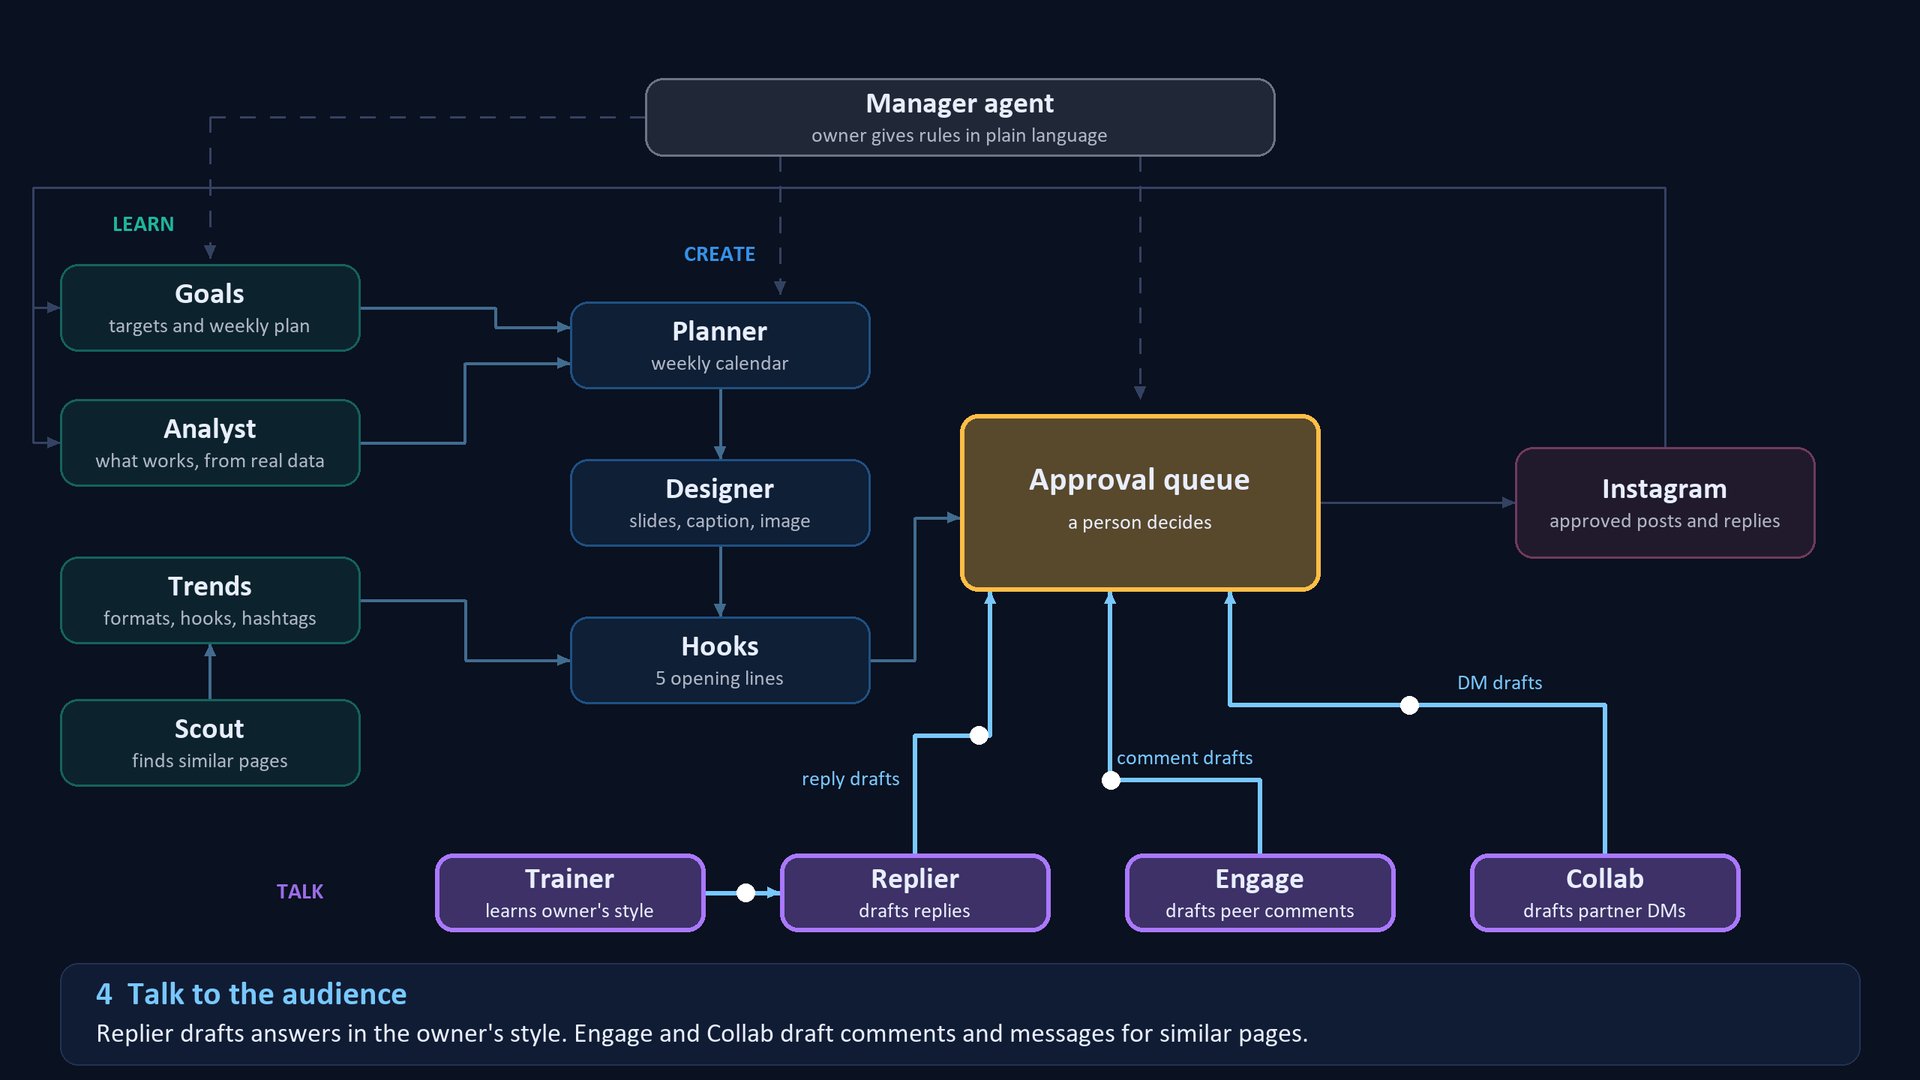 Manager agent
owner gives rules in plain language
LEARN
CREATE
Goals
targets and weekly plan
Planner
weekly calendar
Analyst
what works, from real data
Designer
slides, caption, image
Approval queue
a person decides
Instagram
approved posts and replies
Trends
formats, hooks, hashtags
Hooks
5 opening lines
Scout
finds similar pages
DM drafts
comment drafts
reply drafts
TALK
Trainer
learns owner's style
Replier
drafts replies
Engage
drafts peer comments
Collab
drafts partner DMs
4 Talk to the audience
Replier drafts answers in the owner's style. Engage and Collab draft comments and messages for similar pages.